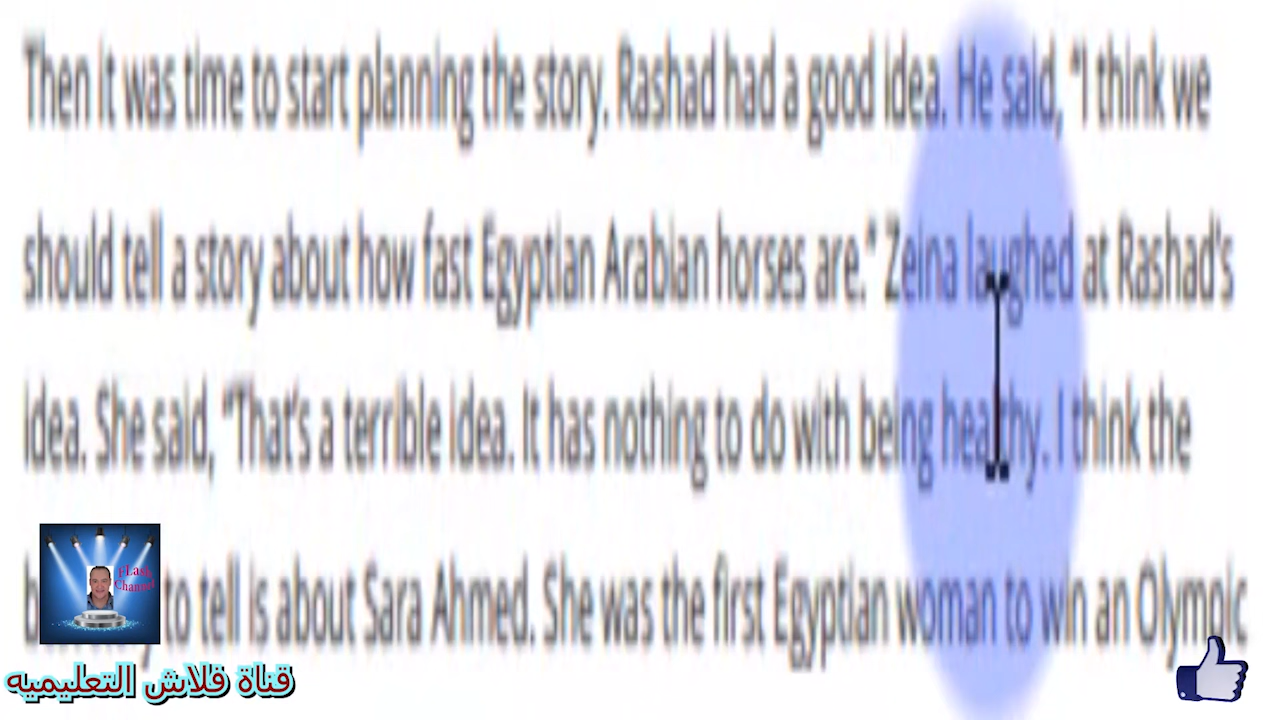 Then it was time to start planning the story. Rashad had a good idea. He said, "I think we
should tell a story about how fast Egyptian Arabian horses are." Zeina laughed at Rashad's
idea. She said, "That's a terrible idea. It has nothing to do with being healthy. I think the
to tell is about Sara Ahmed. She was the first Egyptian woman to win an Olympic
FLash
Channel
قناة فلاش التعليميه